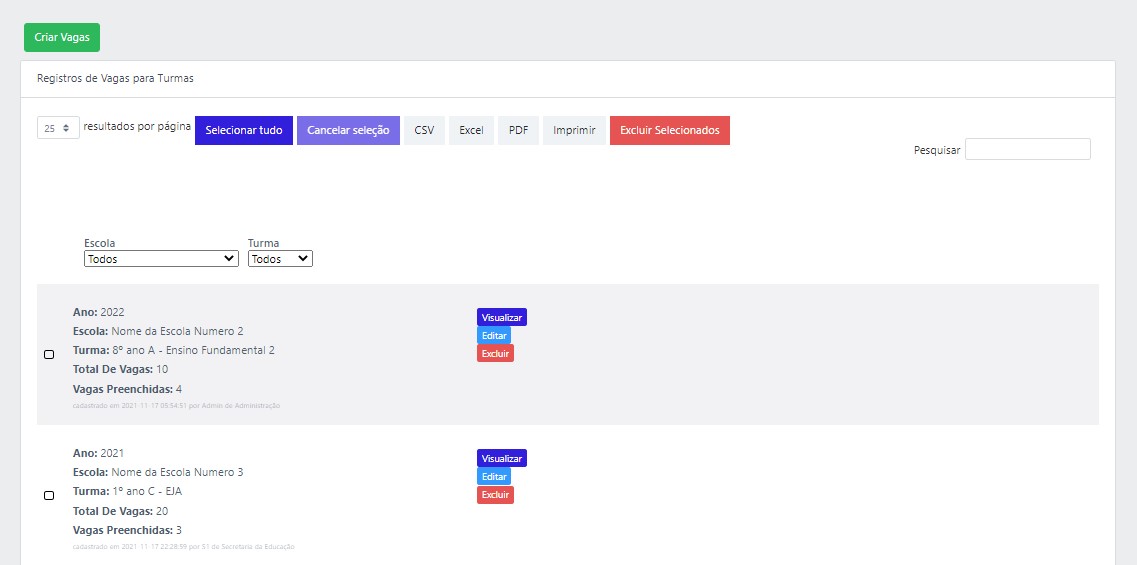 Criar Vagas
Registros de Vagas para Turmas
25 resultados por página Selecionar tudo Cancelar seleção CSV Excel PDF Imprimir Excluir Selecionados
Pesquisar
Escola Turma
Todos Todos
Ano: 2022 Visualizar
Escola: Nome da Escola Numero 2 Editar
Turma: 8º ano A - Ensino Fundamental 2 Excluir
Total De Vagas: 10
Vagas Preenchidas: 4
cadastrado em 2021-11-17 06:54:51 por Admin de Administração
Ano: 2021 Visualizar
Escola: Nome da Escola Numero 3 Editar
Turma: 1º ano C - EJA Excluir
Total De Vagas: 20
Vagas Preenchidas: 3
cadastrado em 2021-11-17 22:28:59 por S1 de Secretaria de Educação